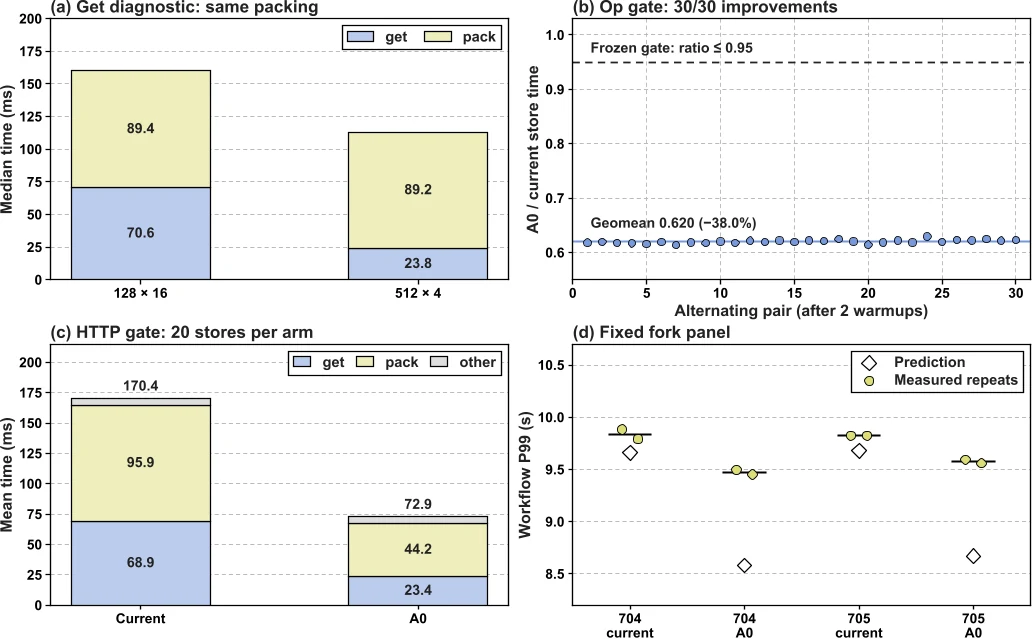 (a) Get diagnostic: same packing
200
175
150
125
100
75
50
25
0
Median time (ms)
get
pack
89.4
70.6
89.2
23.8
128 × 16
512 × 4
(b) Op gate: 30/30 improvements
1.0
0.9
0.8
0.7
0.6
A0 / current store time
Frozen gate: ratio ≤ 0.95
Geomean 0.620 (−38.0%)
0
5
10
15
20
25
30
Alternating pair (after 2 warmups)
(c) HTTP gate: 20 stores per arm
200
175
150
125
100
75
50
25
0
Mean time (ms)
get
pack
other
170.4
95.9
68.9
72.9
44.2
23.4
Current
A0
(d) Fixed fork panel
10.5
10.0
9.5
9.0
8.5
Workflow P99 (s)
Prediction
Measured repeats
704
current
704
A0
705
current
705
A0